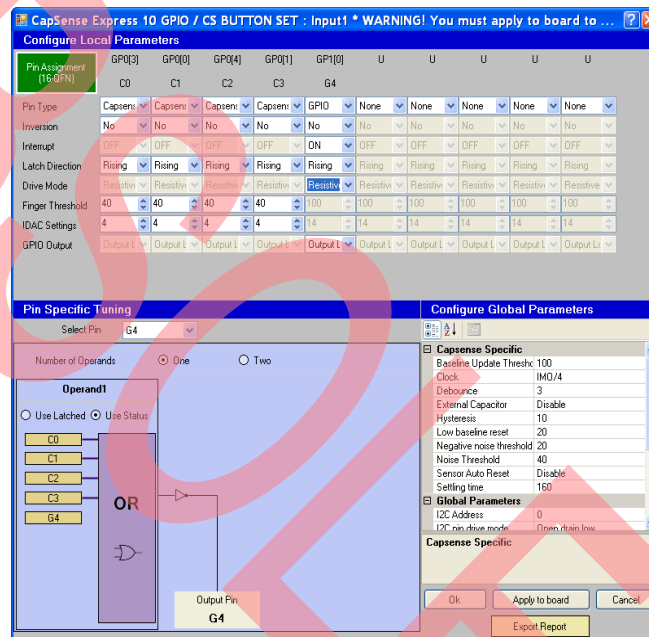 CapSense Express 10 GPIO / CS BUTTON SET : Input1 * WARNING! You must apply to board to ...
Configure Local Parameters
Pin Assignment (16-QFN) GP0[3] GP0[0] GP0[4] GP0[1] GP1[0] U U U U U
C0 C1 C2 C3 G4
Pin Type Capsens Capsens Capsens Capsens GPIO None None None None None
Inversion No No No No No No No No No No
Interrupt OFF OFF OFF OFF ON OFF OFF OFF OFF OFF
Latch Direction Rising Rising Rising Rising Rising Rising Rising Rising Rising Rising
Drive Mode Resistive Resistive Resistive Resistive Resistive Resistive Resistive Resistive Resistive Resistive
Finger Threshold 40 40 40 40 100 100 100 100 100 100
IDAC Settings 4 4 4 4 14 14 14 14 14 14
GPIO Output Output L Output L Output L Output L Output L Output L Output L Output L Output L Output L
Pin Specific Tuning
Select Pin G4
Number of Operands One Two
Operand1
Use Latched Use Status
C0
C1
C2
C3
G4
OR
Output Pin
G4
Configure Global Parameters
Capsense Specific
Baseline Update Thresho 100
Clock IMO/4
Debounce 3
External Capacitor Disable
Hysteresis 10
Low baseline reset 20
Negative noise threshold 20
Noise Threshold 40
Sensor Auto Reset Disable
Settling time 160
Global Parameters
I2C Address 0
I2C pin drive mode Open drain low
Capsense Specific
Ok Apply to board Cancel
Export Report